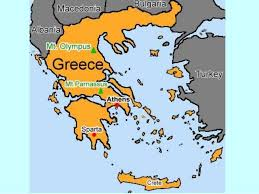 Macedonia
Bulgaria
Albania
Mt. Olympus
Greece
Turkey
Mt. Parnassus
Athens
Sparta
Crete